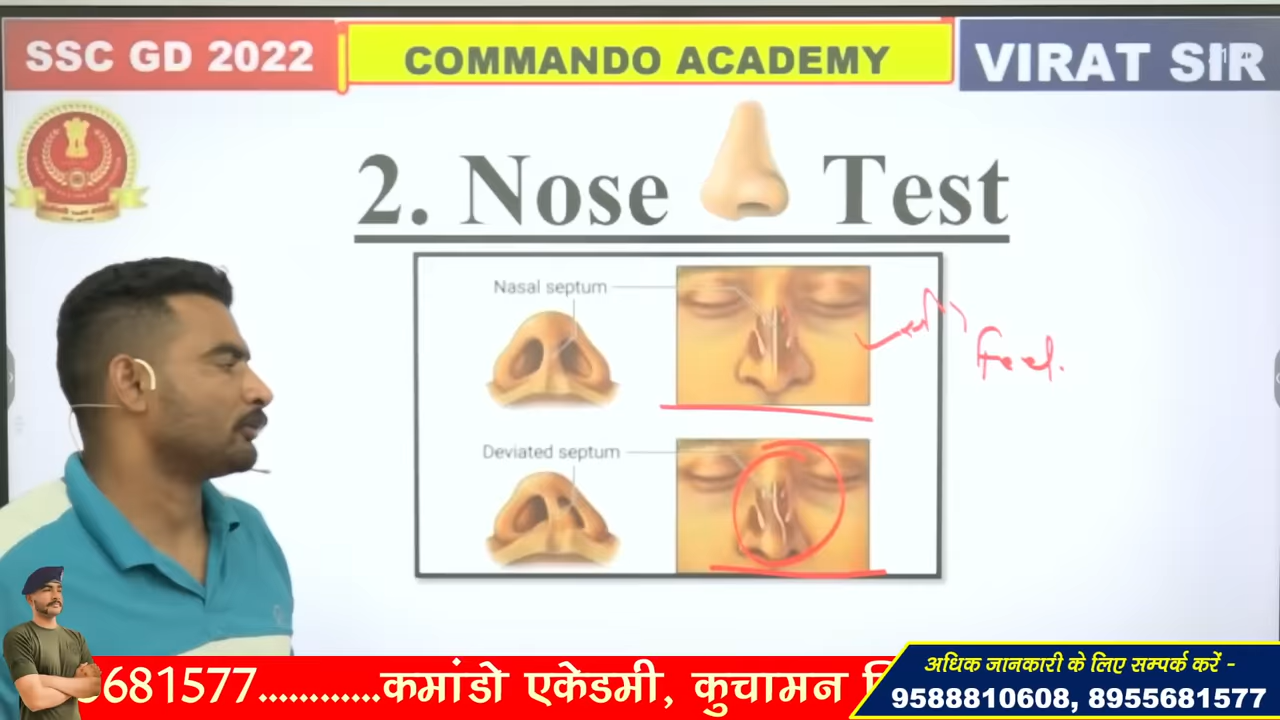 SSC GD 2022
COMMANDO ACADEMY
VIRAT SIR
2. Nose Test
Nasal septum
Feel.
Deviated septum
681577............कमांडो एकेडमी, कुचामन
अधिक जानकारी के लिए सम्पर्क करें -
9588810608, 8955681577